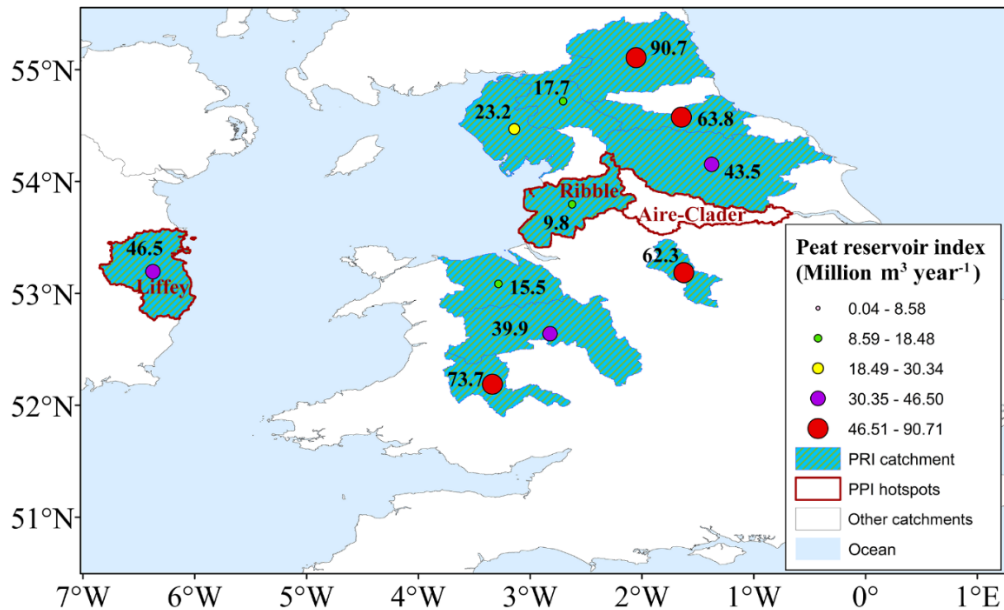 55°N
54°N
53°N
52°N
51°N
90.7
17.7
23.2
63.8
43.5
Ribble
9.8
Aire-Clader
46.5
Liffey
62.3
15.5
39.9
73.7
Peat reservoir index
(Million m³ year⁻¹)
0.04 - 8.58
8.59 - 18.48
18.49 - 30.34
30.35 - 46.50
46.51 - 90.71
PRI catchment
PPI hotspots
Other catchments
Ocean
7°W 6°W 5°W 4°W 3°W 2°W 1°W 0° 1°E